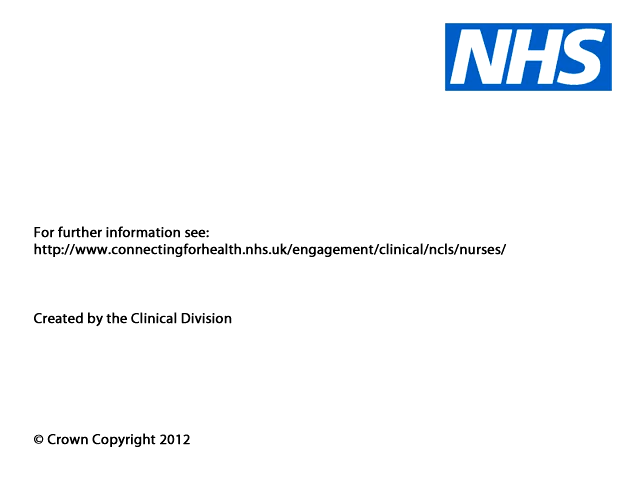 NHS
For further information see:
http://www.connectingforhealth.nhs.uk/engagement/clinical/ncls/nurses/
Created by the Clinical Division
© Crown Copyright 2012